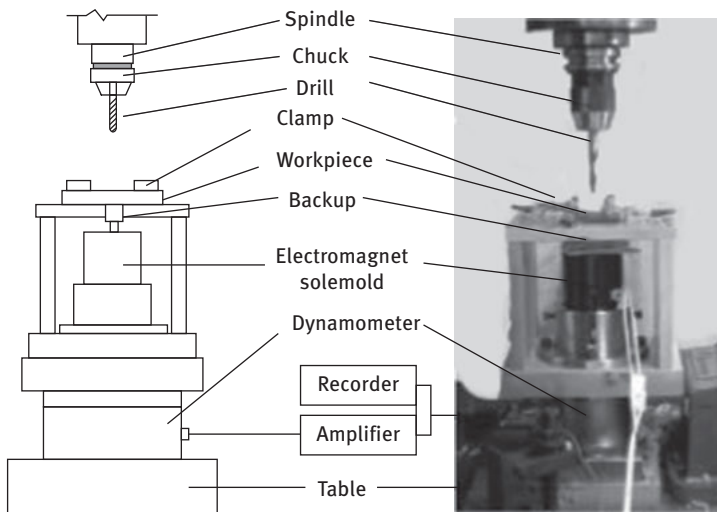 Spindle
Chuck
Drill
Clamp
Workpiece
Backup
Electromagnet
solemold
Dynamometer
Recorder
Amplifier
Table